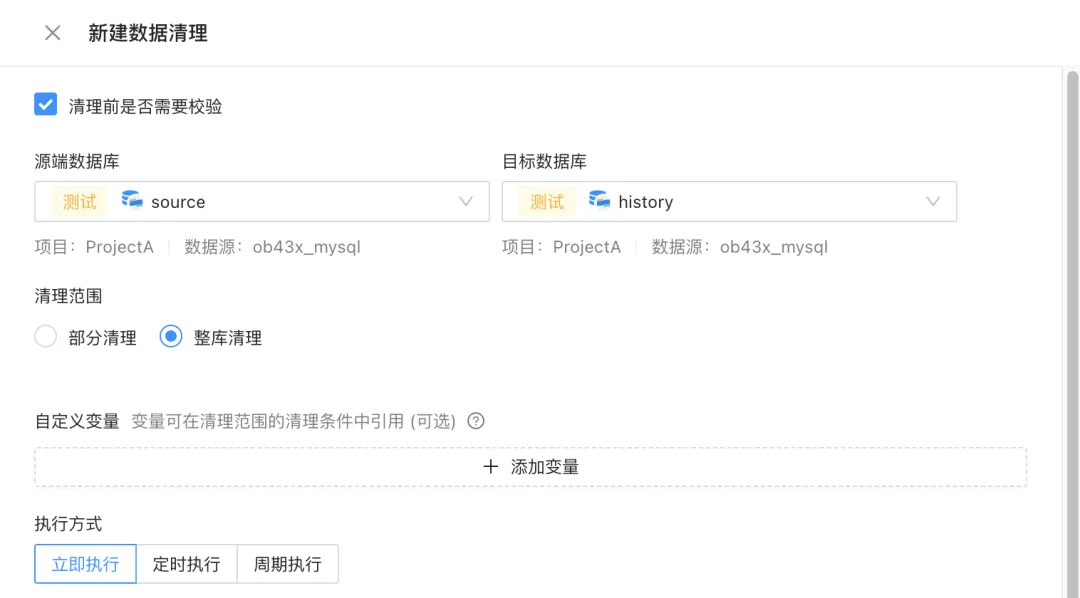 新建数据清理
清理前是否需要校验
源端数据库 目标数据库
测试 source 测试 history
项目：ProjectA 数据源：ob43x_mysql 项目：ProjectA 数据源：ob43x_mysql
清理范围
部分清理 整库清理
自定义变量 变量可在清理范围的清理条件中引用 (可选) ?
+ 添加变量
执行方式
立即执行 定时执行 周期执行